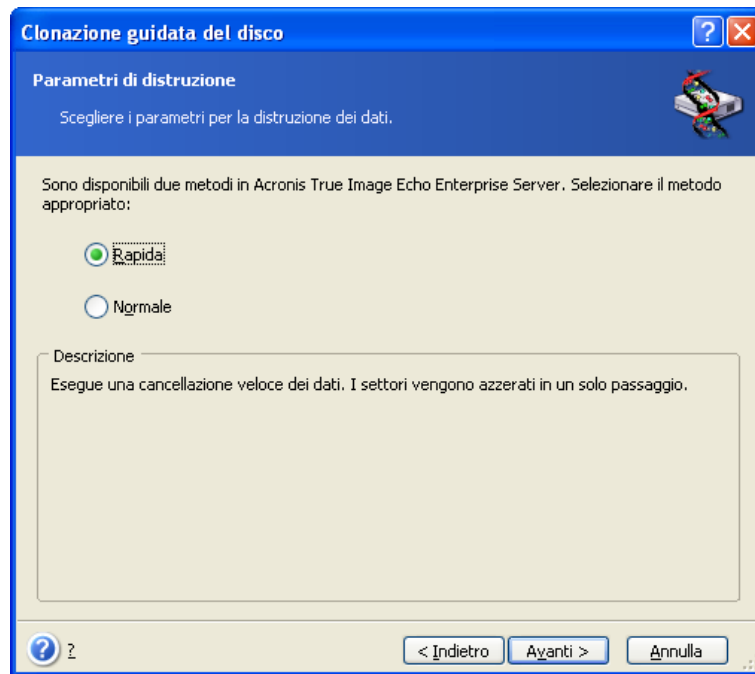 Clonazione guidata del disco
Parametri di distruzione
Scegliere i parametri per la distruzione dei dati.
Sono disponibili due metodi in Acronis True Image Echo Enterprise Server. Selezionare il metodo
appropriato:
Rapida
Normale
Descrizione
Esegue una cancellazione veloce dei dati. I settori vengono azzerati in un solo passaggio.
? ?
< Indietro
Avanti >
Annulla